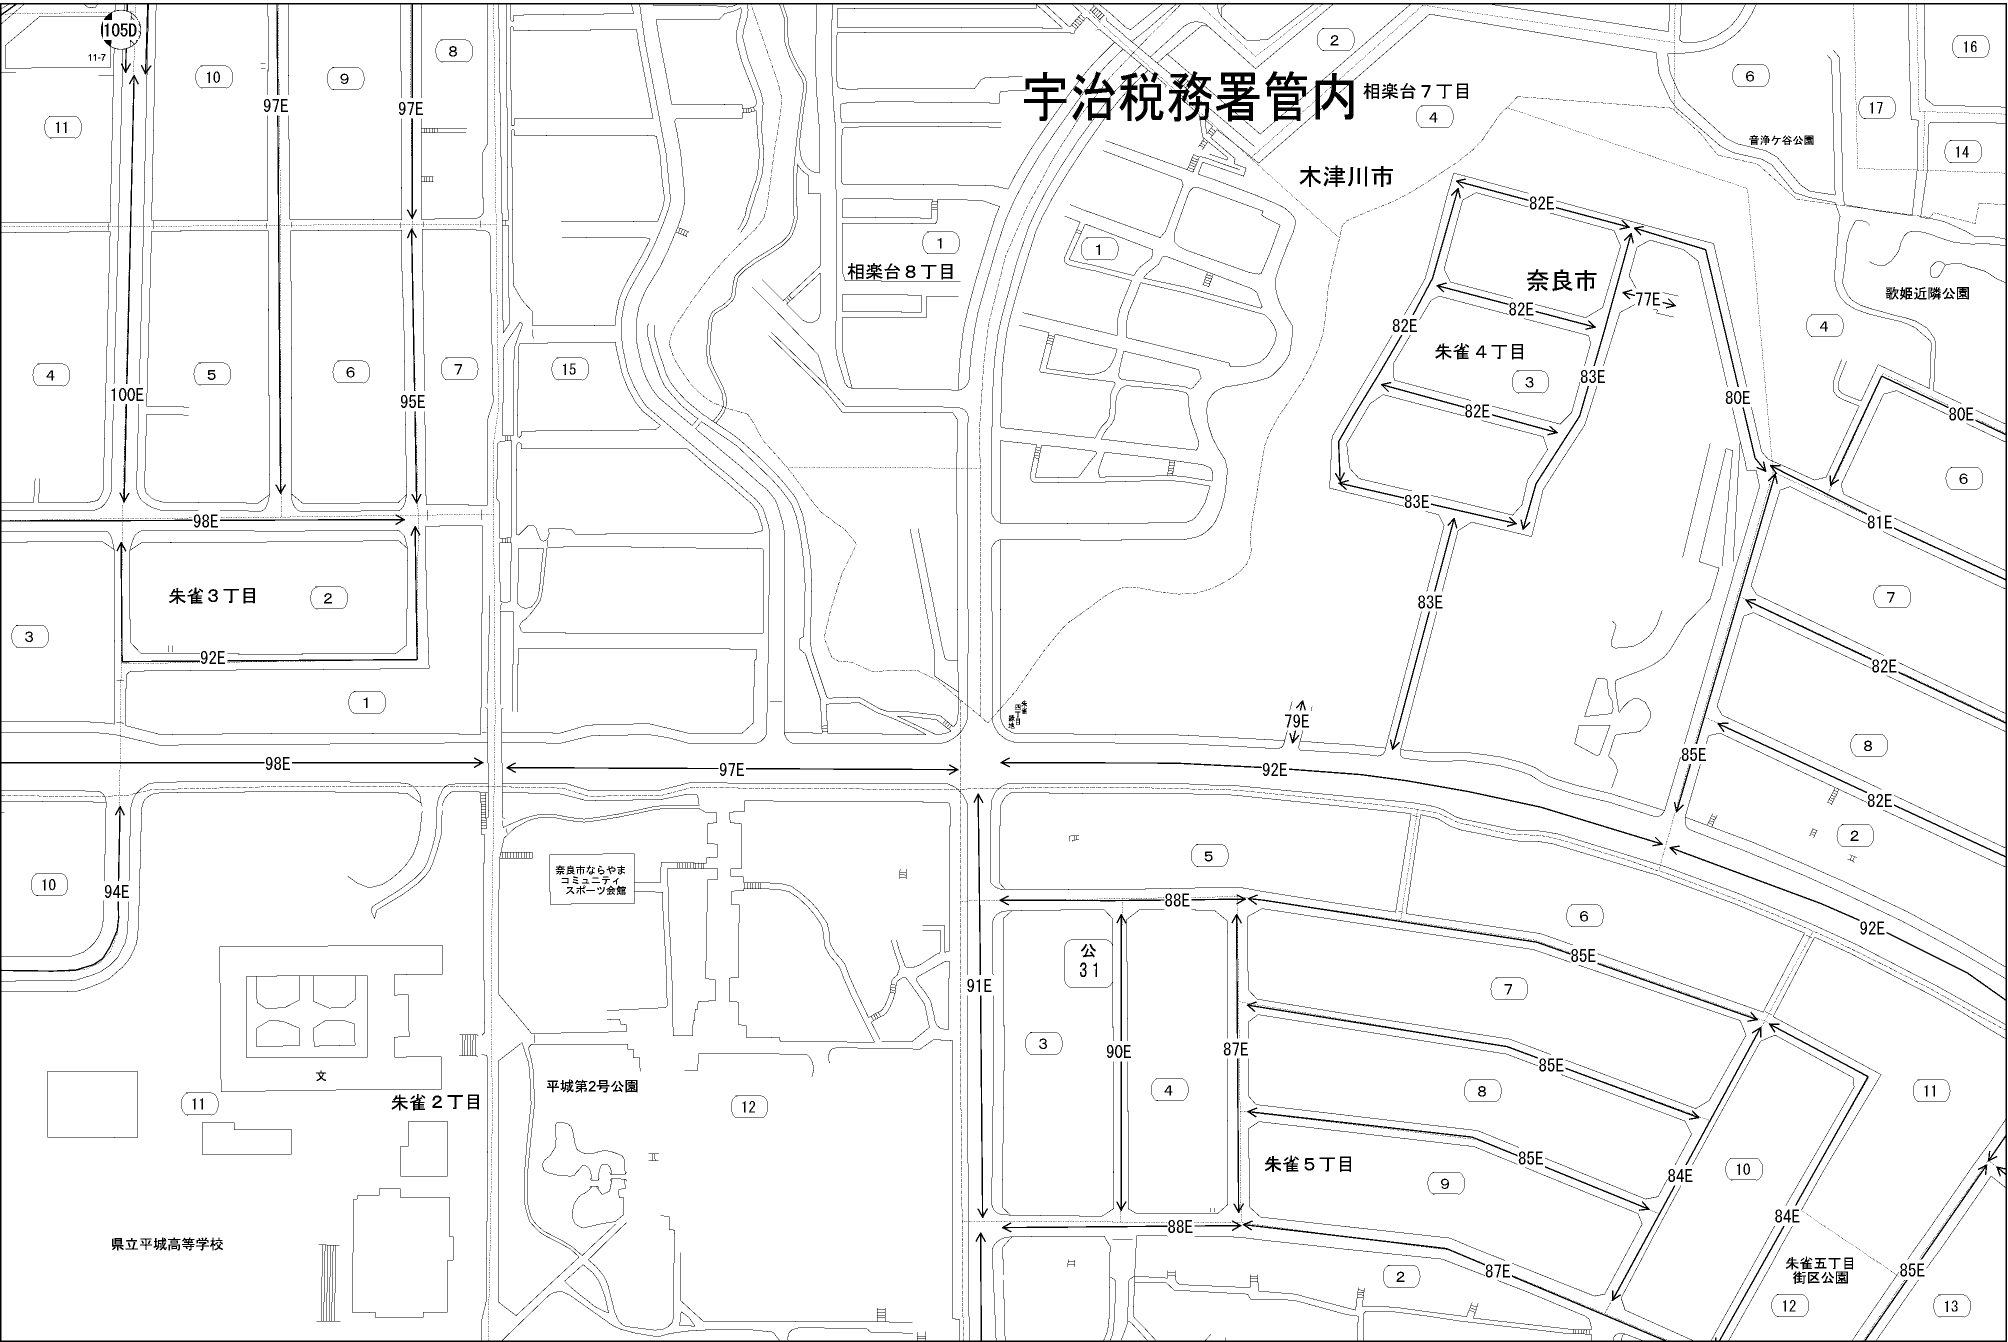 105D
11-7
10
9
8
2
6
16
宇治税務署管内
相楽台７丁目
4
97E
97E
11
17
音浄ケ谷公園
14
木津川市
82E
1
1
相楽台８丁目
奈良市
77E
歌姫近隣公園
82E
82E
4
朱雀４丁目
4
5
6
7
15
3
83E
100E
95E
82E
80E
80E
6
98E
83E
81E
朱雀３丁目
2
83E
7
3
92E
82E
1
朱雀
四丁目
緑地
79E
8
98E
97E
92E
85E
82E
2
10
94E
奈良市ならやま
コミュニティ
スポーツ会館
5
88E
6
92E
公
31
85E
91E
7
3
90E
87E
85E
文
平城第2号公園
11
朱雀２丁目
12
4
8
11
朱雀５丁目
85E
9
84E
10
県立平城高等学校
88E
84E
87E
2
朱雀五丁目
街区公園
85E
12
13